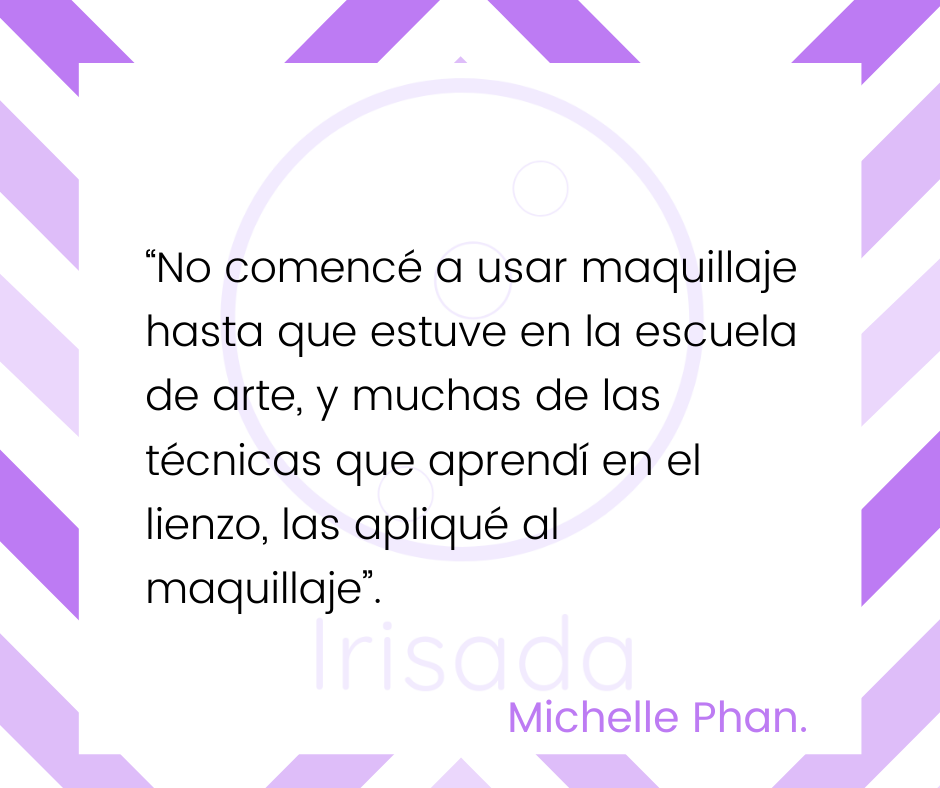 “No comencé a usar maquillaje
hasta que estuve en la escuela
de arte, y muchas de las
técnicas que aprendí en el
lienzo, las apliqué al
maquillaje”.
Irisada
Michelle Phan.